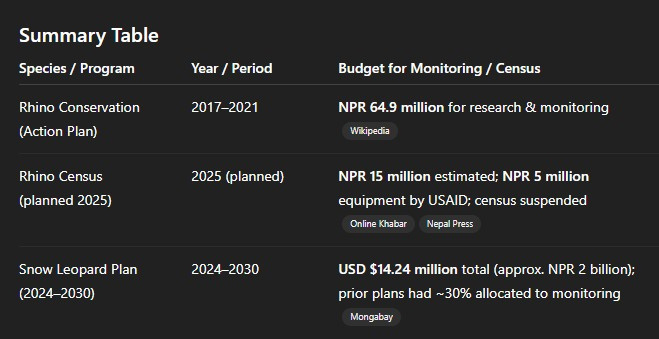 Summary Table
Species / Program Year / Period Budget for Monitoring / Census
Rhino Conservation 2017–2021 NPR 64.9 million for research & monitoring
(Action Plan) Wikipedia
Rhino Census 2025 (planned) NPR 15 million estimated; NPR 5 million
(planned 2025) equipment by USAID; census suspended
Online Khabar Nepal Press
Snow Leopard Plan 2024–2030 USD $14.24 million total (approx. NPR 2 billion);
(2024–2030) prior plans had ~30% allocated to monitoring
Mongabay